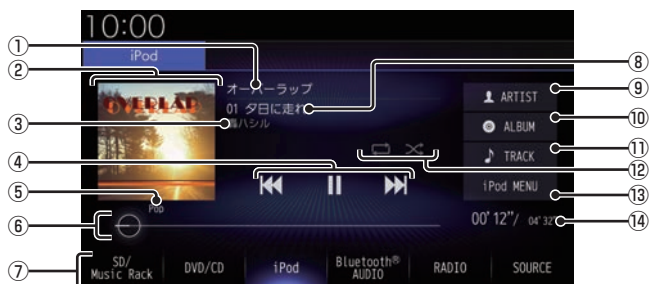 10:00
iPod
①
②
オーバーラップ
⑧
OVERLAP
01 夕日に走れ
ARTIST
⑨
③
轟ハシル
ALBUM
⑩
TRACK
⑪
④
⑫
iPod MENU
⑬
⑤
Pop
⑥
00'12"/ 04'32"
⑭
⑦
SD/
Music Rack
DVD/CD
iPod
Bluetooth®
AUDIO
RADIO
SOURCE